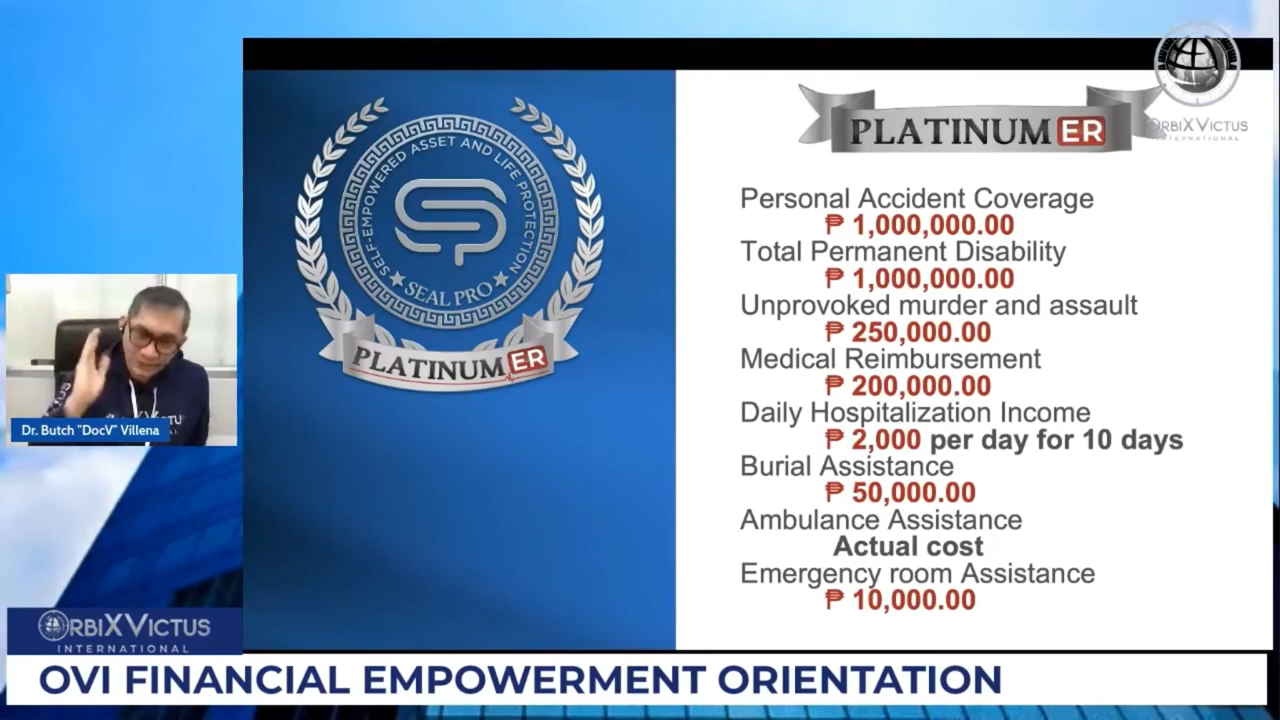 ORBIXVICTUS
INTERNATIONAL
PLATINUM ER
SELF-EMPOWERED ASSET AND LIFE PROTECTION
SEAL PRO
PLATINUM ER
Personal Accident Coverage
₱ 1,000,000.00
Total Permanent Disability
₱ 1,000,000.00
Unprovoked murder and assault
₱ 250,000.00
Medical Reimbursement
₱ 200,000.00
Daily Hospitalization Income
₱ 2,000 per day for 10 days
Burial Assistance
₱ 50,000.00
Ambulance Assistance
Actual cost
Emergency room Assistance
₱ 10,000.00
Dr. Butch "DocV" Villena
ORBIXVICTUS
INTERNATIONAL
OVI FINANCIAL EMPOWERMENT ORIENTATION